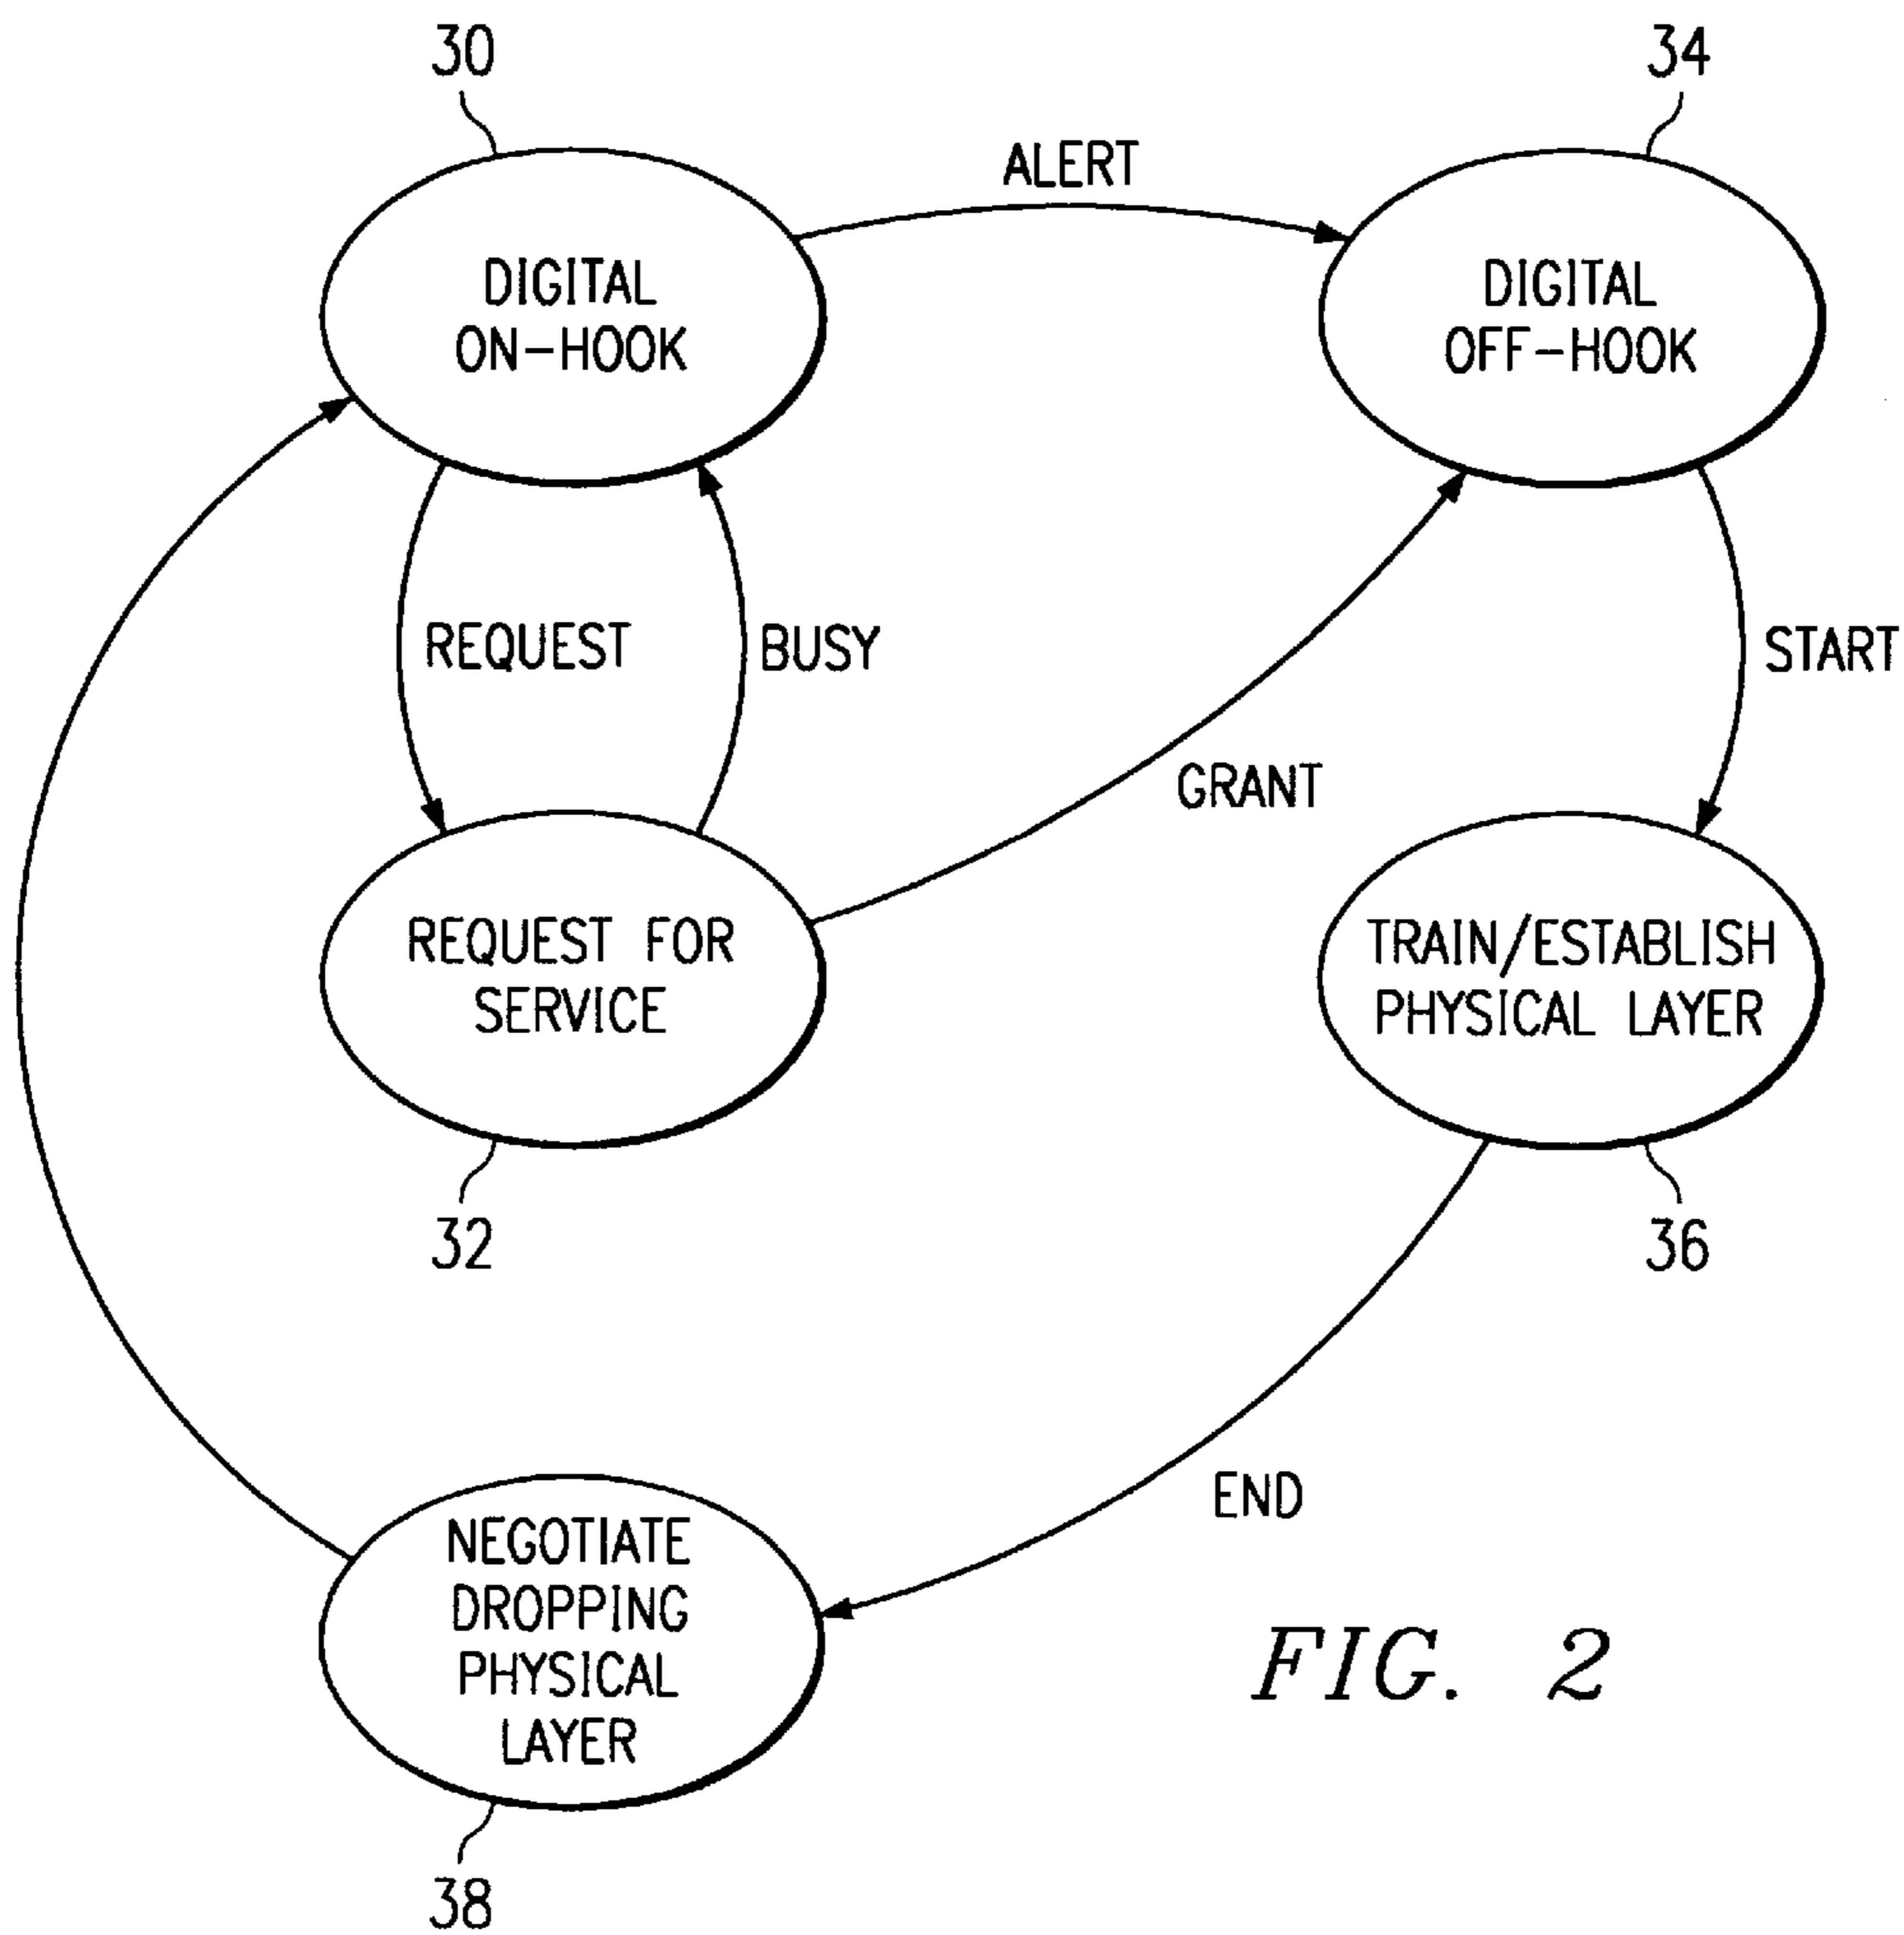 30
34
ALERT
DIGITAL
ON-HOOK
DIGITAL
OFF-HOOK
REQUEST
BUSY
START
GRANT
REQUEST FOR
SERVICE
TRAIN/ESTABLISH
PHYSICAL LAYER
32
36
END
NEGOTIATE
DROPPING
PHYSICAL
LAYER
FIG. 2
38